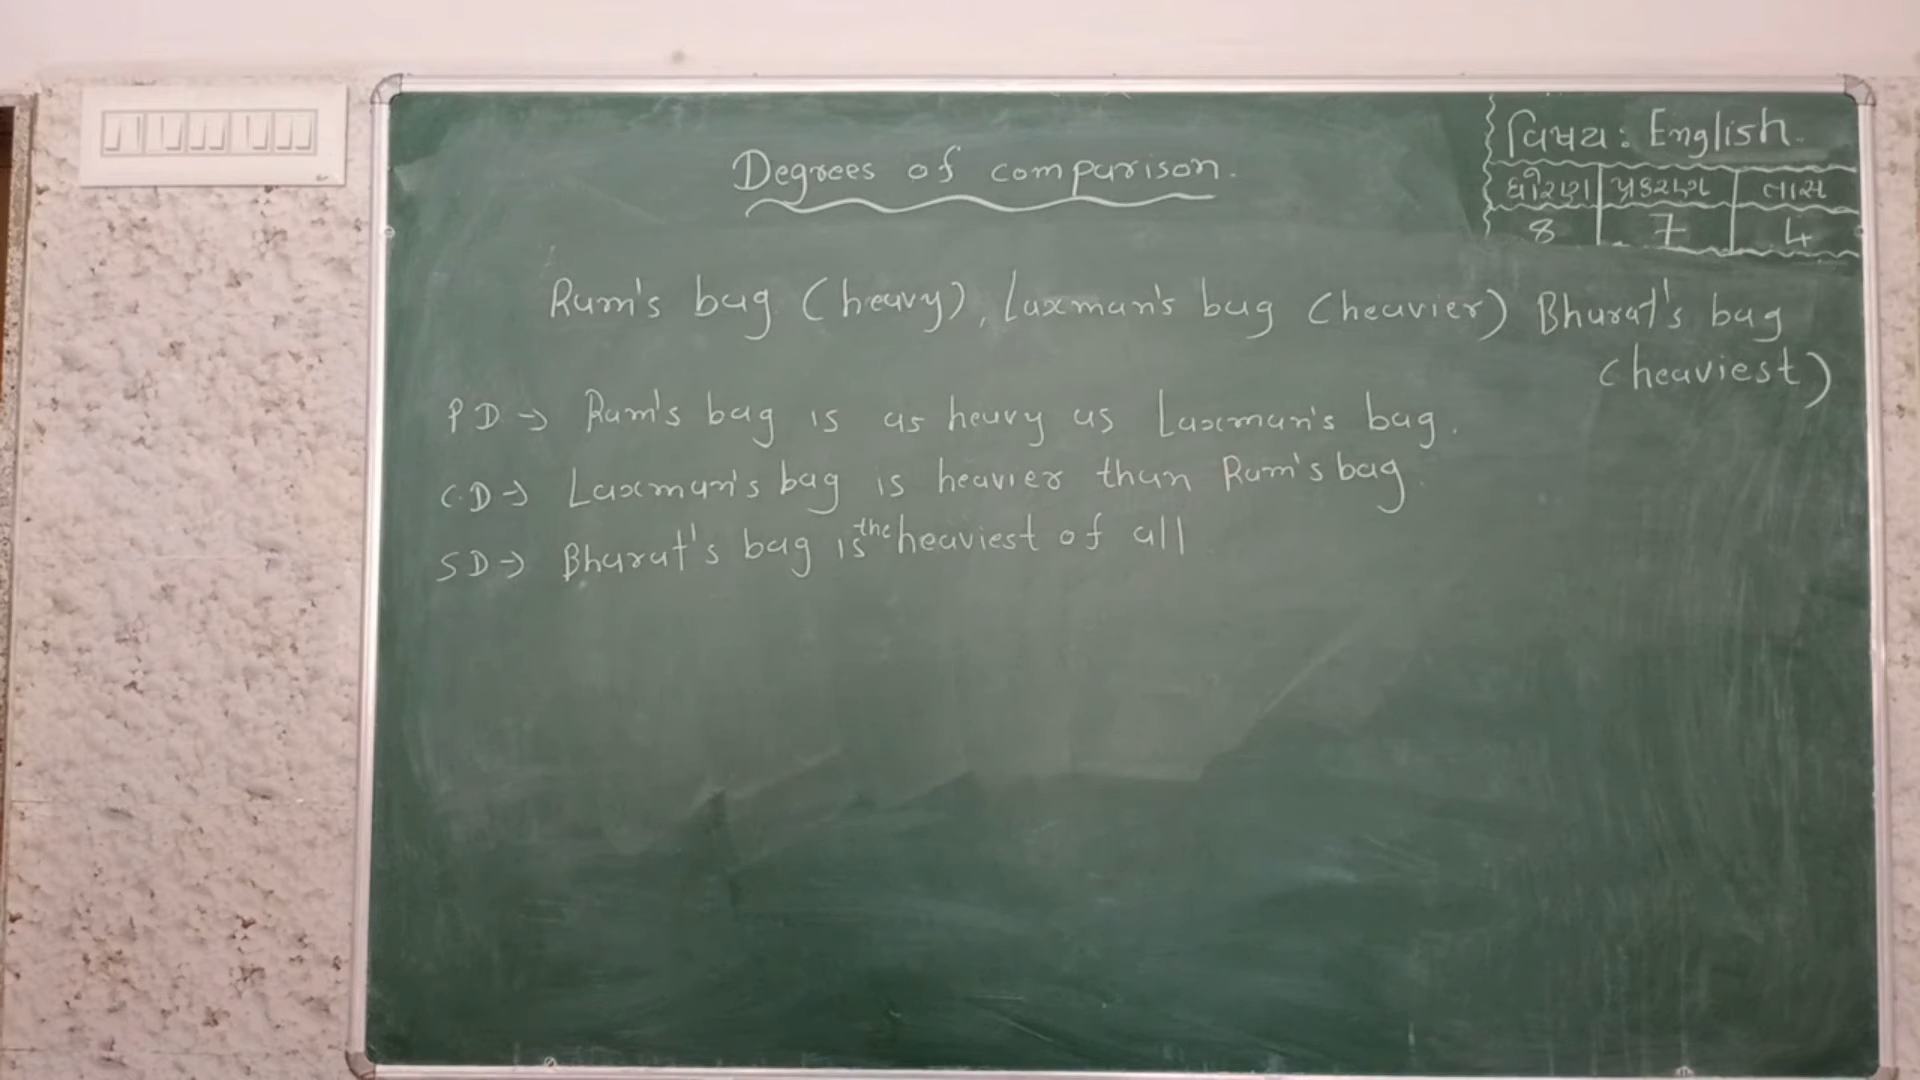 Degrees of comparison.
વિષય: English.
ધોરણ પ્રકરણ તાસ
8 7 4
Ram's bag (heavy), Laxman's bag (heavier) Bharat's bag
(heaviest)
PD → Ram's bag is as heavy as Laxman's bag.
C.D → Laxman's bag is heavier than Ram's bag.
SD → Bharat's bag is the heaviest of all